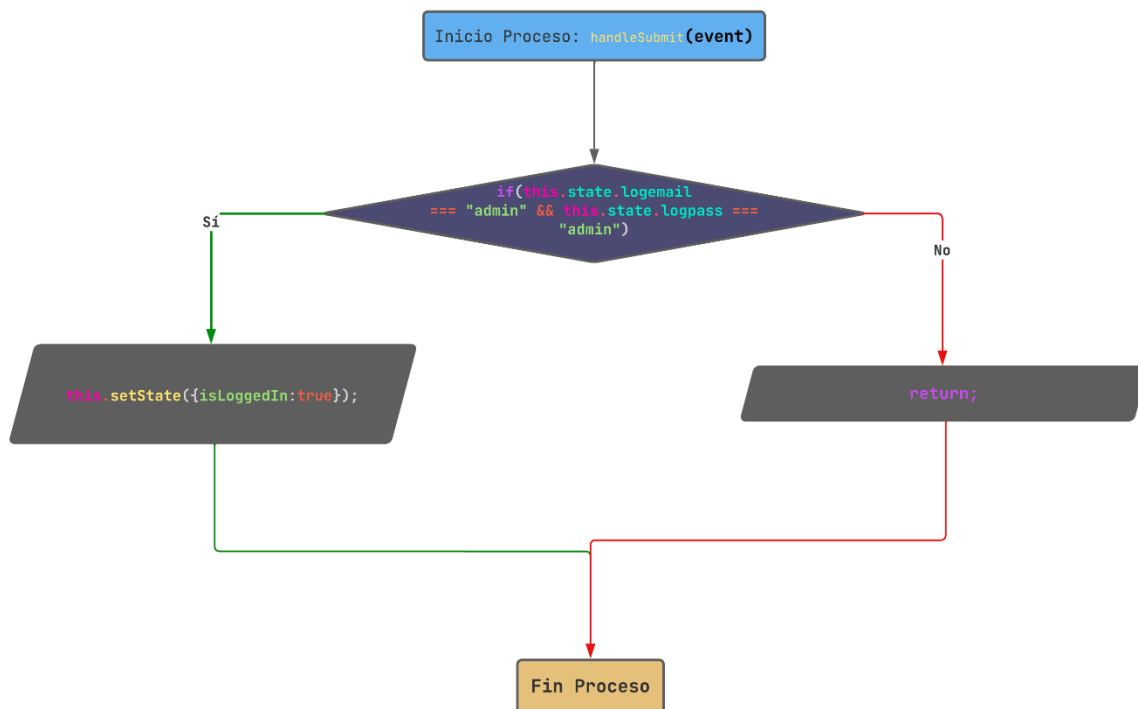 Inicio Proceso: handleSubmit(event)
if(this.state.logemail
=== "admin" && this.state.logpass ===
"admin")
Sí
No
this.setState({isLoggedIn:true});
return;
Fin Proceso